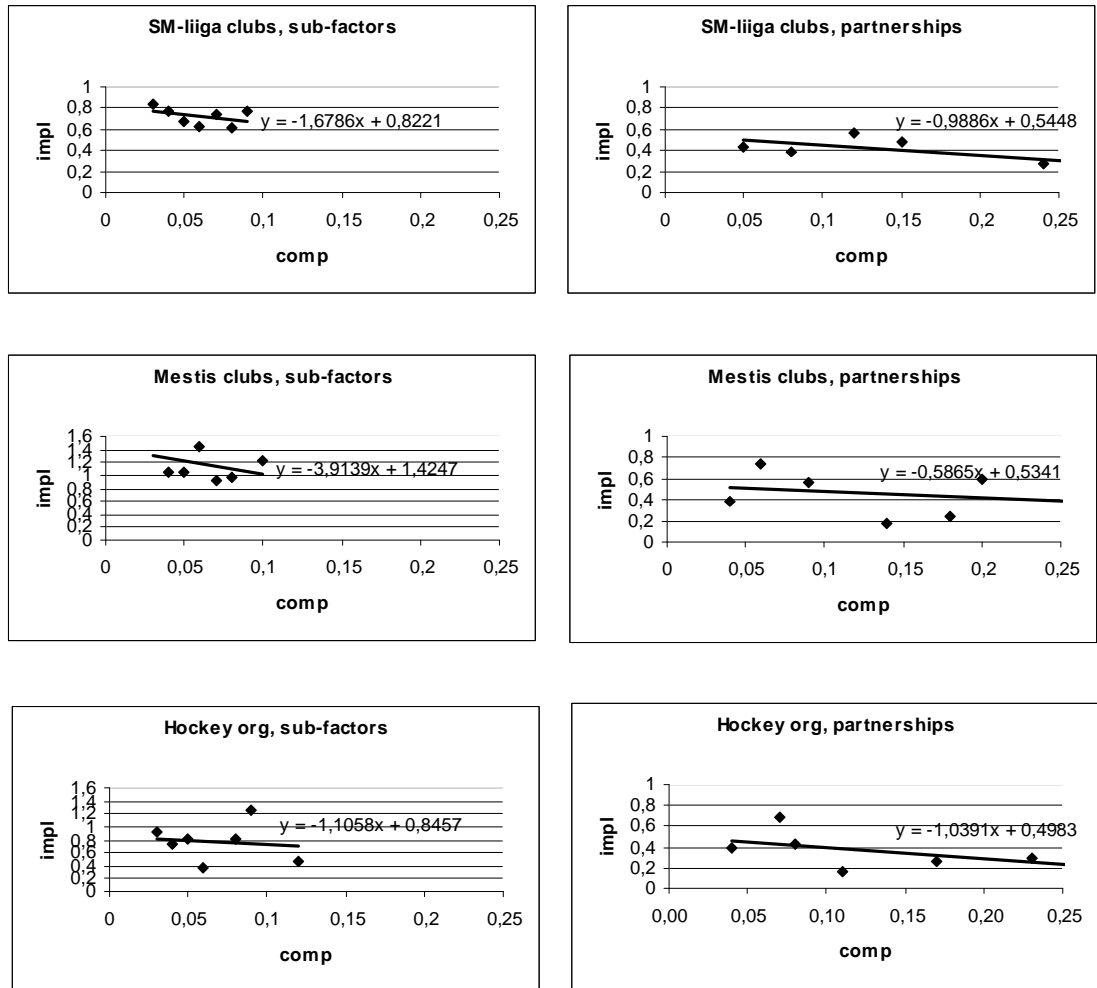 SM-liiga clubs, sub-factors
1
0,8
0,6
0,4
0,2
0
impl
y = -1,6786x + 0,8221
0 0,05 0,1 0,15 0,2 0,25
comp
SM-liiga clubs, partnerships
1
0,8
0,6
0,4
0,2
0
impl
y = -0,9886x + 0,5448
0 0,05 0,1 0,15 0,2 0,25
comp
Mestis clubs, sub-factors
1,6
1,4
1,2
1
0,8
0,6
0,4
0,2
0
impl
y = -3,9139x + 1,4247
0 0,05 0,1 0,15 0,2 0,25
comp
Mestis clubs, partnerships
1
0,8
0,6
0,4
0,2
0
impl
y = -0,5865x + 0,5341
0 0,05 0,1 0,15 0,2 0,25
comp
Hockey org, sub-factors
1,6
1,4
1,2
1
0,8
0,6
0,4
0,2
0
impl
y = -1,1058x + 0,8457
0 0,05 0,1 0,15 0,2 0,25
comp
Hockey org, partnerships
1
0,8
0,6
0,4
0,2
0
impl
y = -1,0391x + 0,4983
0,00 0,05 0,10 0,15 0,20 0,25
comp